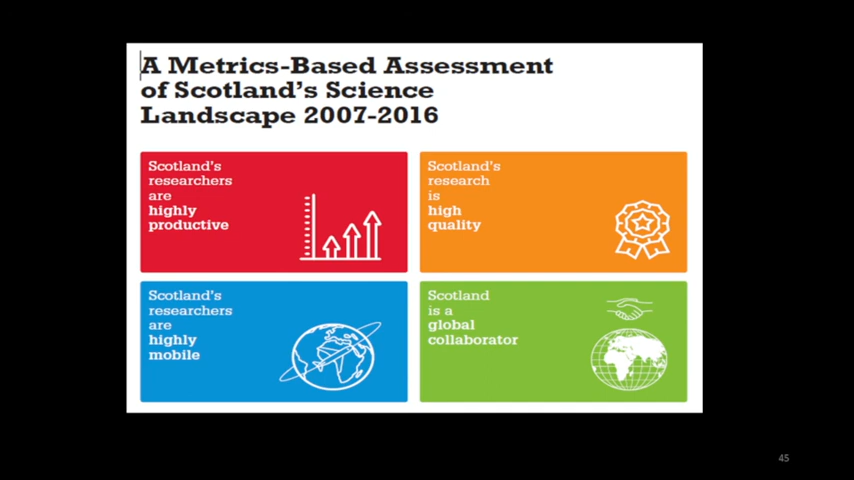 A Metrics-Based Assessment
of Scotland's Science
Landscape 2007-2016
Scotland's
researchers
are
highly
productive
Scotland's
research
is
high
quality
Scotland's
researchers
are
highly
mobile
Scotland
is a
global
collaborator
45